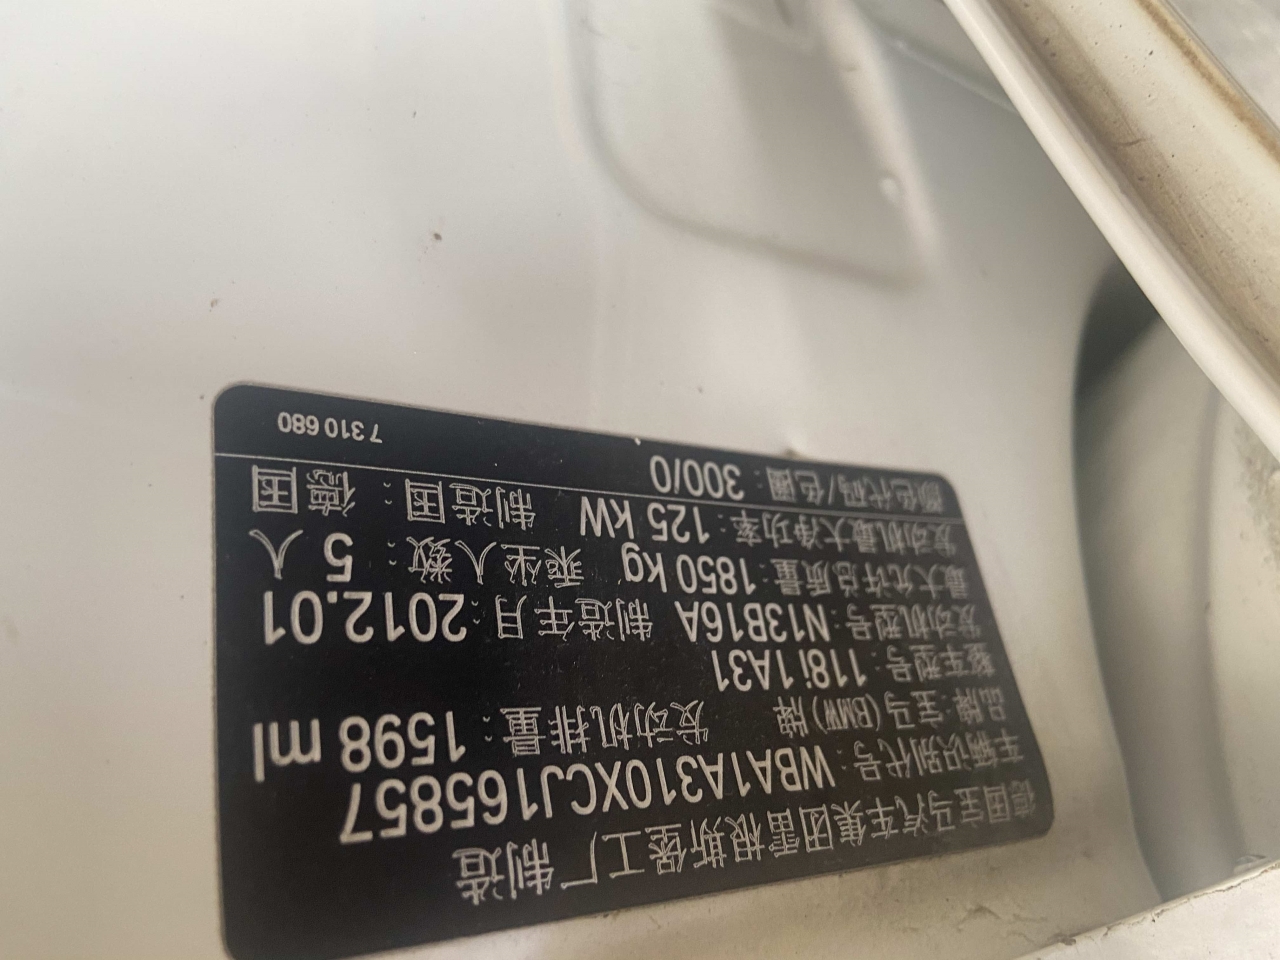 德国宝马汽车集团雷根斯堡工厂 制造
车辆识别代号：WBA1A310XCJ165857
品牌：宝马(BMW)牌 发动机排量：1598 ml
整车型号：118i 1A31
发动机型号：N13B16A 制造年月：2012.01
最大允许总质量：1850 kg 乘坐人数：5 人
发动机最大净功率：125 kW 制造国：德国
颜色代码/色圈：300/0
7 310 680